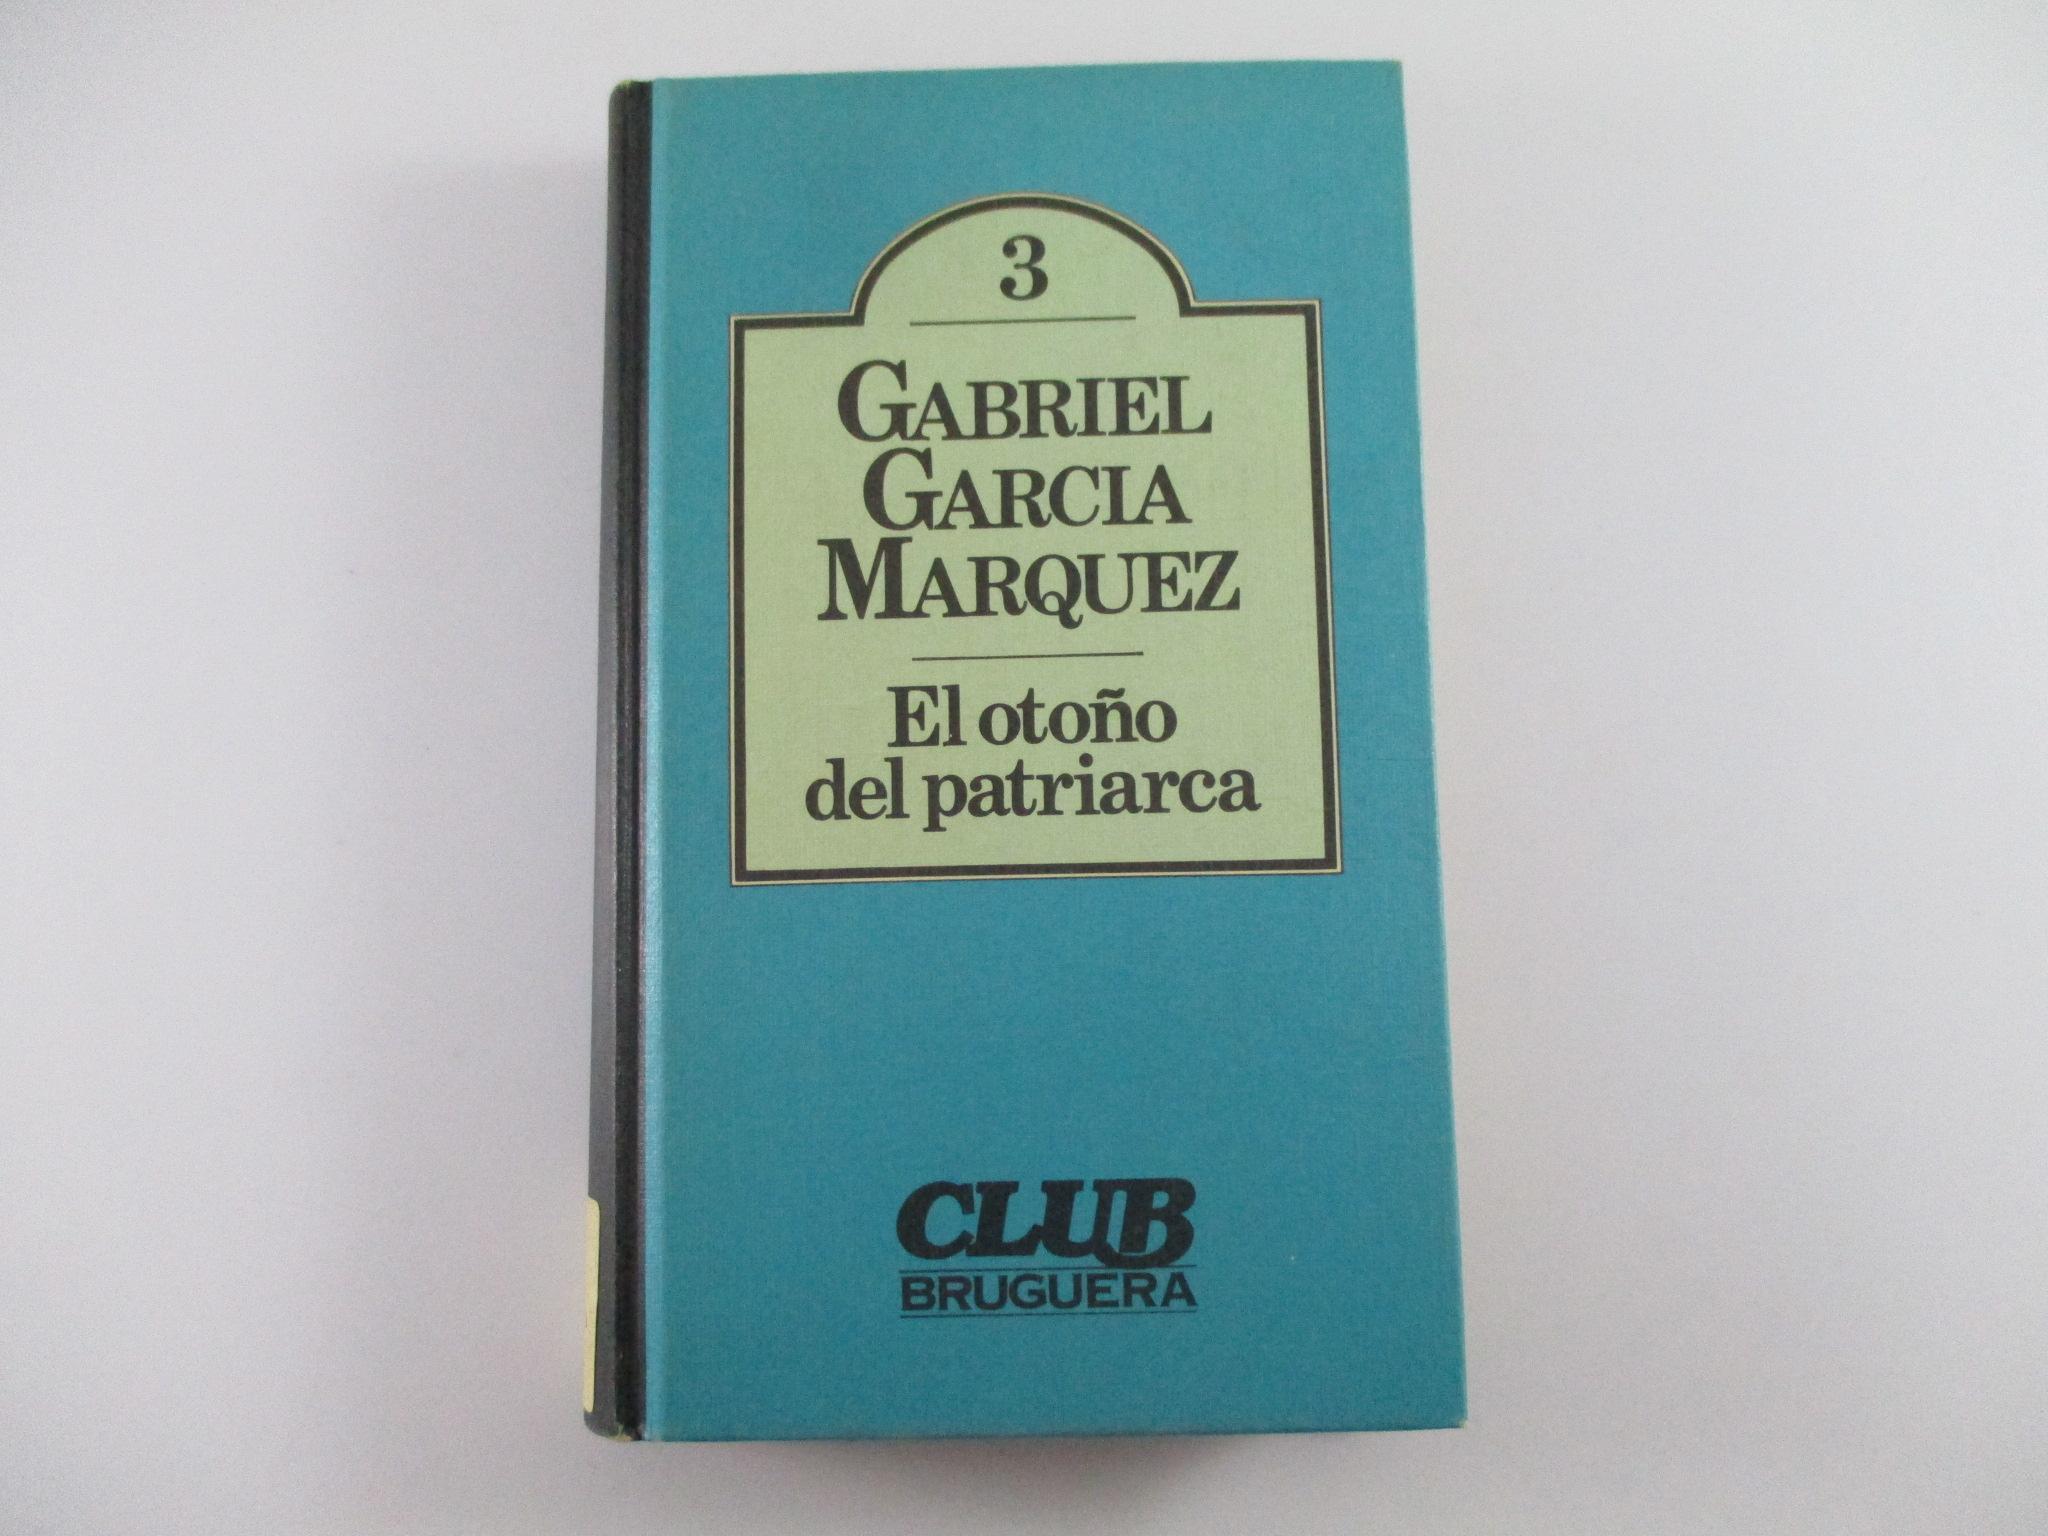 3
GABRIEL
GARCIA
MARQUEZ
El otoño
del patriarca
CLUB
BRUGUERA